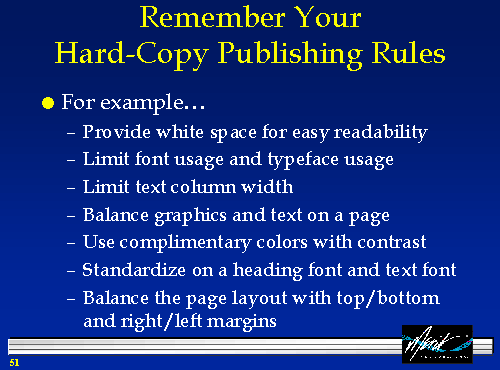 Remember Your
Hard-Copy Publishing Rules
For example…
– Provide white space for easy readability
– Limit font usage and typeface usage
– Limit text column width
– Balance graphics and text on a page
– Use complimentary colors with contrast
– Standardize on a heading font and text font
– Balance the page layout with top/bottom
and right/left margins
51